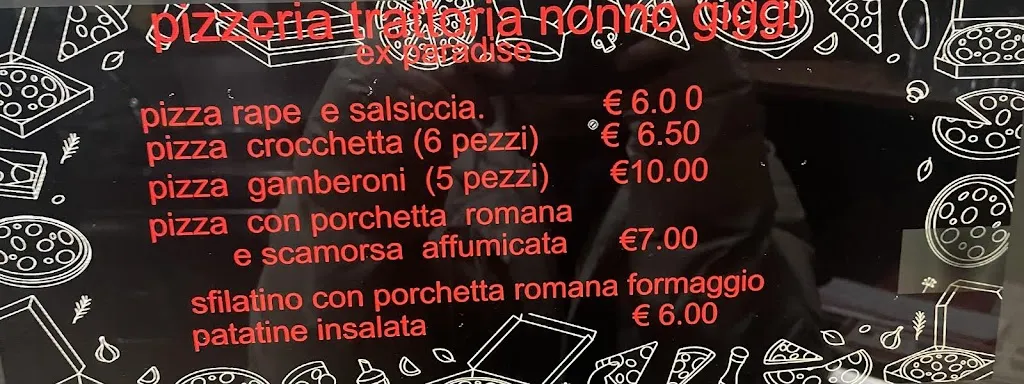 pizzeria trattoria nonno giggi
ex paradise
pizza rape e salsiccia. € 6.00
pizza crocchetta (6 pezzi) € 6.50
pizza gamberoni (5 pezzi) €10.00
pizza con porchetta romana
e scamorsa affumicata €7.00
sfilatino con porchetta romana formaggio
patatine insalata € 6.00